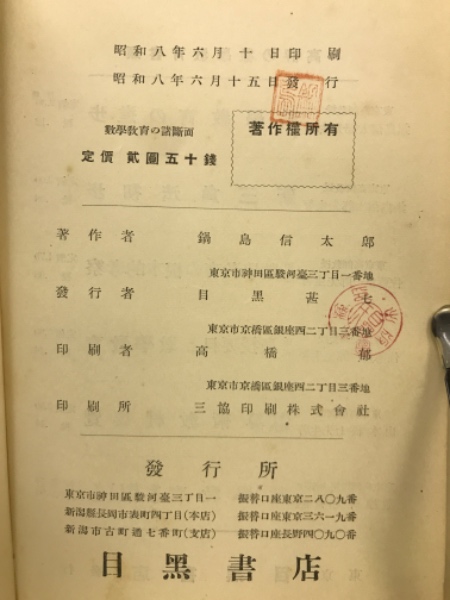 昭和八年六月十日印刷
昭和八年六月十五日發行
數學敎育の諸斷面
定價 貳圓五十錢
著作權所有
著作者 鍋島信太郞
東京市神田區駿河臺三丁目一番地
發行者 目黑甚七
東京市京橋區銀座西二丁目三番地
印刷者 高橋郁
東京市京橋區銀座西二丁目三番地
印刷所 三協印刷株式會社
發行所
東京市神田區駿河臺三丁目一 振替口座東京二八〇九番
新潟縣長岡市表町四丁目(本店) 振替口座東京三六一九番
新潟市古町通七番町(支店) 振替口座長野四〇九〇番
目黑書店